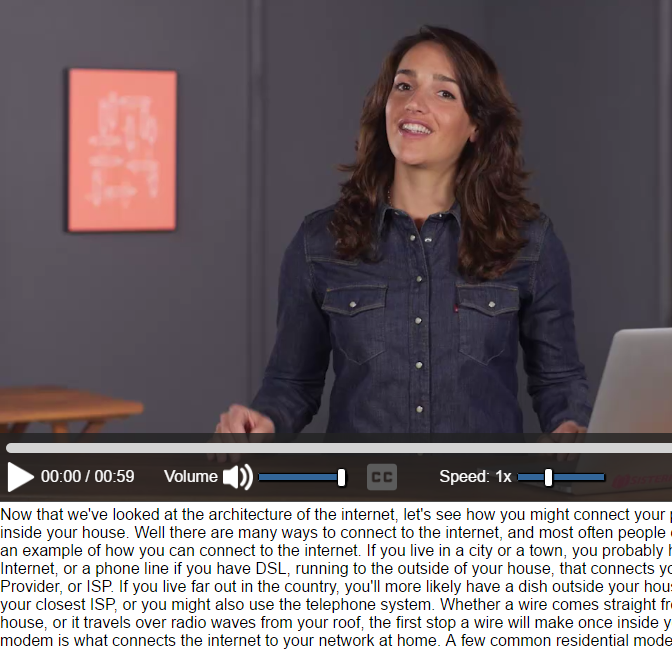 00:00 / 00:59 Volume CC Speed: 1x
Now that we've looked at the architecture of the internet, let's see how you might connect your
inside your house. Well there are many ways to connect to the internet, and most often people
an example of how you can connect to the internet. If you live in a city or a town, you probably
Internet, or a phone line if you have DSL, running to the outside of your house, that connects
Provider, or ISP. If you live far out in the country, you'll more likely have a dish outside your
your closest ISP, or you might also use the telephone system. Whether a wire comes straight
house, or it travels over radio waves from your roof, the first stop a wire will make once inside
modem is what connects the internet to your network at home. A few common residential